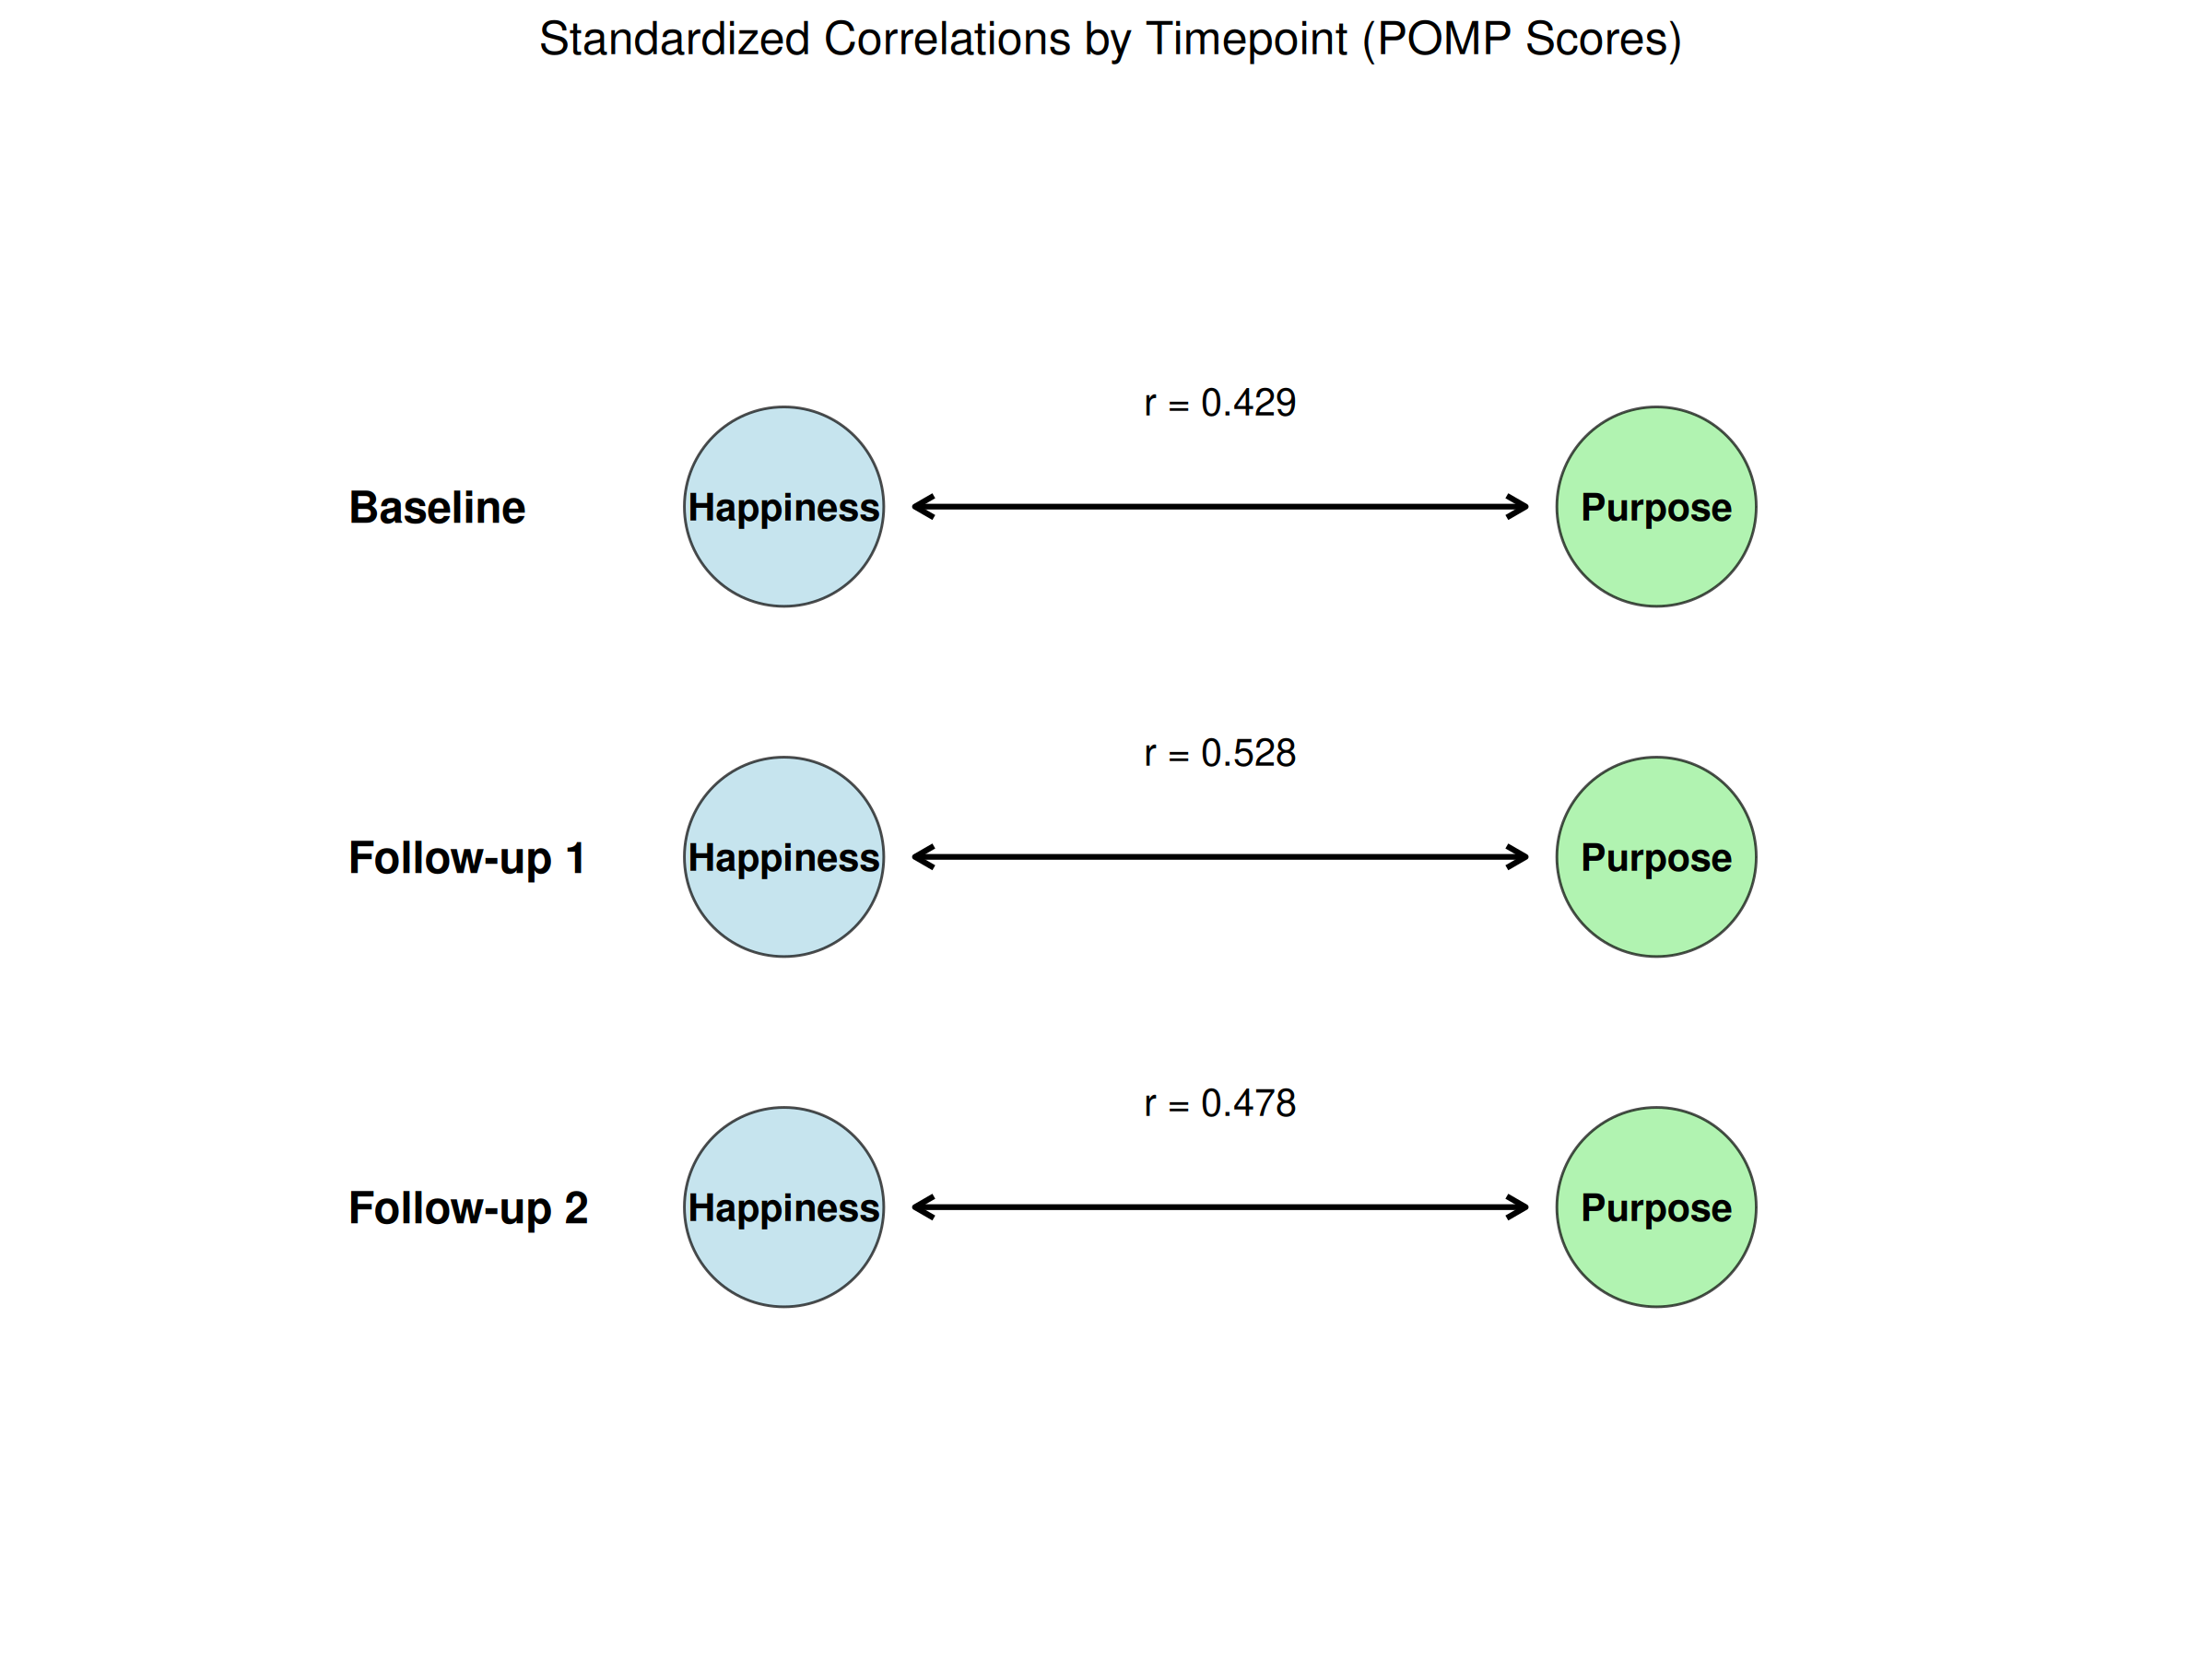 Standardized Correlations by Timepoint (POMP Scores)
r = 0.429
Baseline Happiness Purpose
r = 0.528
Follow-up 1 Happiness Purpose
r = 0.478
Follow-up 2 Happiness Purpose